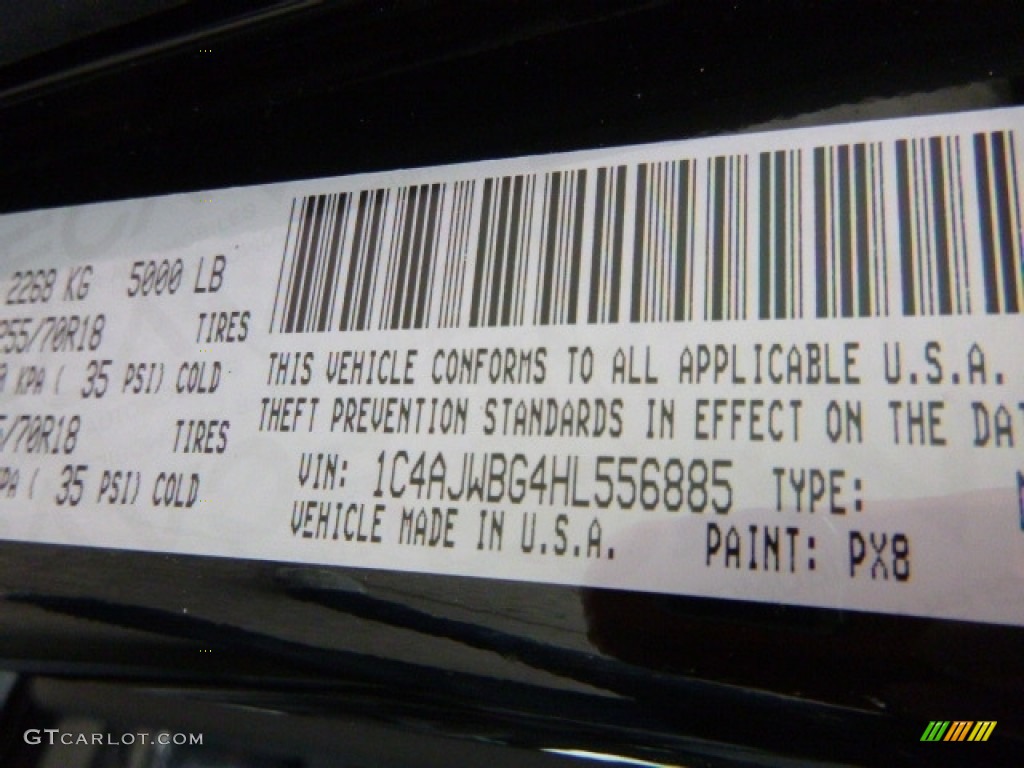 2268 KG 5000 LB
255/70R18 TIRES
KPA ( 35 PSI) COLD
/70R18 TIRES
KPA ( 35 PSI) COLD
THIS VEHICLE CONFORMS TO ALL APPLICABLE U.S.A.
THEFT PREVENTION STANDARDS IN EFFECT ON THE DAT
VIN: 1C4AJWBG4HL556885 TYPE:
VEHICLE MADE IN U.S.A. PAINT: PX8
GTCARLOT.COM